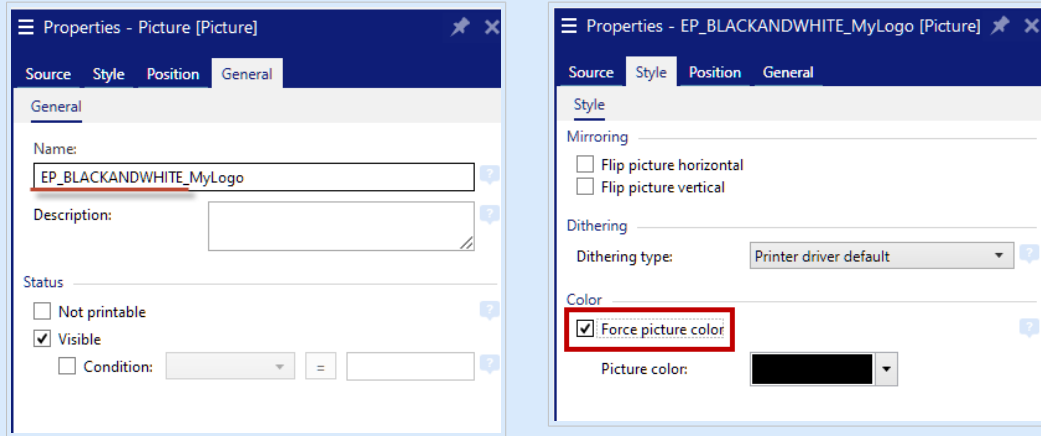 Properties - Picture [Picture]
Source Style Position General
General
Name:
EP_BLACKANDWHITE_MyLogo
Description:
Status
Not printable
Visible
Condition: =
Properties - EP_BLACKANDWHITE_MyLogo [Picture]
Source Style Position General
Style
Mirroring
Flip picture horizontal
Flip picture vertical
Dithering
Dithering type: Printer driver default
Color
Force picture color
Picture color: